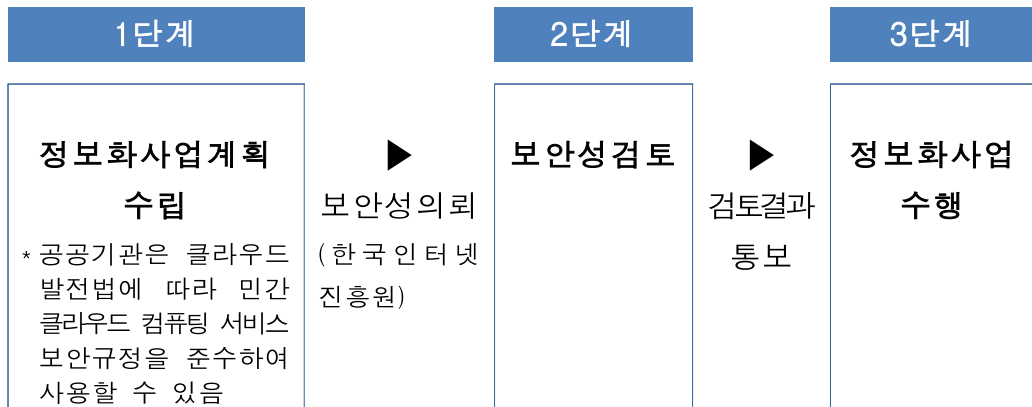 1단계
정보화사업계획
수립
* 공공기관은 클라우드
발전법에 따라 민간
클라우드 컴퓨팅 서비스
보안규정을 준수하여
사용할 수 있음
▶
보안성의뢰
(한국인터넷
진흥원)
2단계
보안성검토
▶
검토결과
통보
3단계
정보화사업
수행